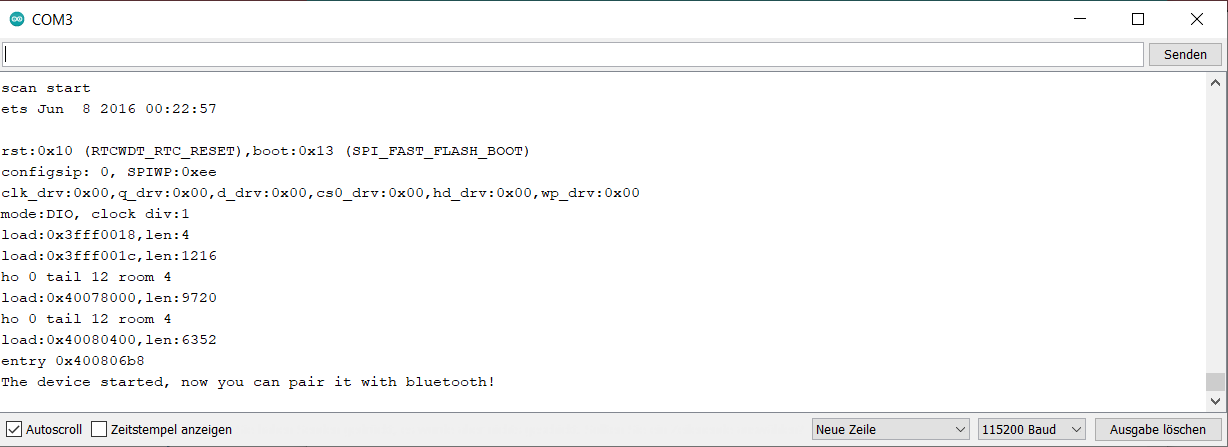 COM3
Senden
scan start
ets Jun  8 2016 00:22:57
rst:0x10 (RTCWDT_RTC_RESET),boot:0x13 (SPI_FAST_FLASH_BOOT)
configsip: 0, SPIWP:0xee
clk_drv:0x00,q_drv:0x00,d_drv:0x00,cs0_drv:0x00,hd_drv:0x00,wp_drv:0x00
mode:DIO, clock div:1
load:0x3fff0018,len:4
load:0x3fff001c,len:1216
ho 0 tail 12 room 4
load:0x40078000,len:9720
ho 0 tail 12 room 4
load:0x40080400,len:6352
entry 0x400806b8
The device started, now you can pair it with bluetooth!
Autoscroll Zeitstempel anzeigen Neue Zeile 115200 Baud Ausgabe löschen